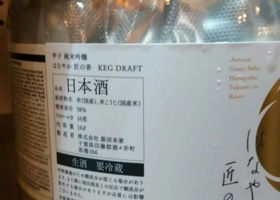 甲子 純米吟醸
はなやか 匠の香 KEG DRAFT
品目 日本酒
原材料名 米(国産)、米こうじ(国産米)
精米歩合 58%
アルコール分 16度
内容量 10ℓ
製造者 株式会社 飯沼本家
千葉県印旛郡酒々井町
馬橋106
生酒 要冷蔵
Junmai
Ginjo Sake
Hanayaka
Takumi no
Kaori
はなや
匠の